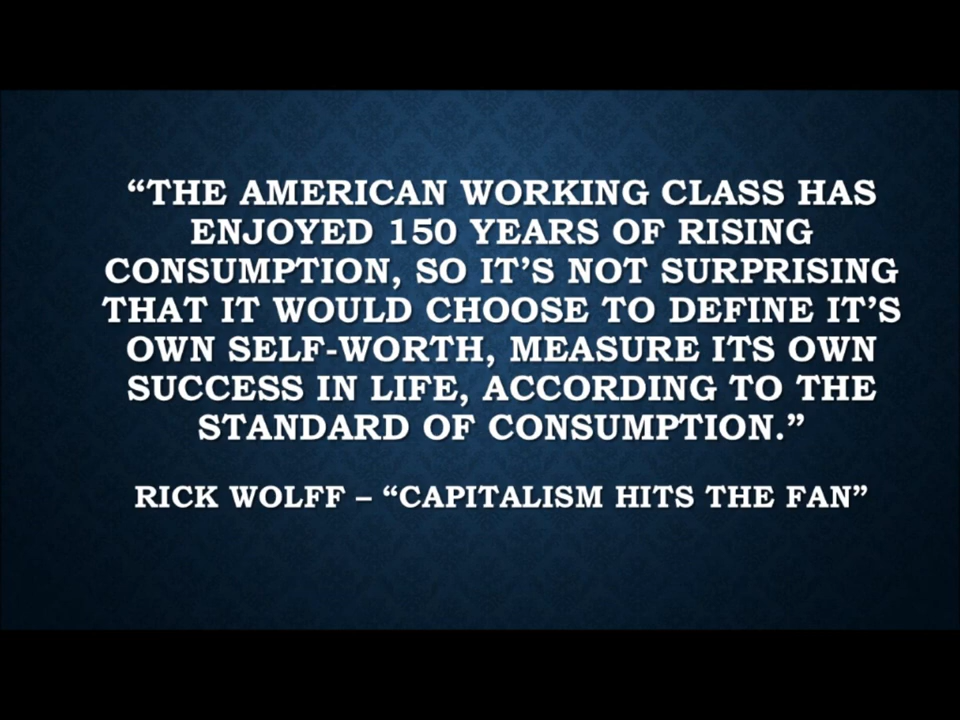 “THE AMERICAN WORKING CLASS HAS
ENJOYED 150 YEARS OF RISING
CONSUMPTION, SO IT’S NOT SURPRISING
THAT IT WOULD CHOOSE TO DEFINE IT’S
OWN SELF-WORTH, MEASURE ITS OWN
SUCCESS IN LIFE, ACCORDING TO THE
STANDARD OF CONSUMPTION.”
RICK WOLFF – “CAPITALISM HITS THE FAN”